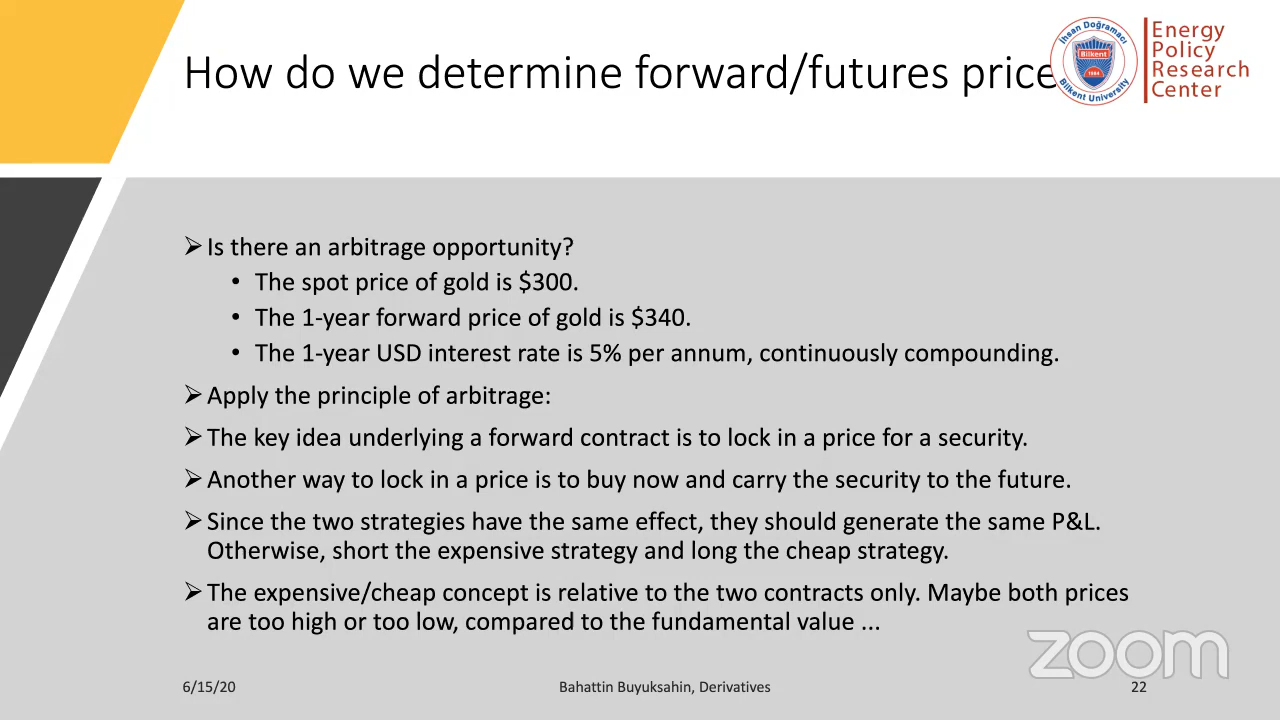 How do we determine forward/futures price
İhsan Doğramacı
Bilkent
1984
Bilkent University
Energy
Policy
Research
Center
➢ Is there an arbitrage opportunity?
• The spot price of gold is $300.
• The 1-year forward price of gold is $340.
• The 1-year USD interest rate is 5% per annum, continuously compounding.
➢ Apply the principle of arbitrage:
➢ The key idea underlying a forward contract is to lock in a price for a security.
➢ Another way to lock in a price is to buy now and carry the security to the future.
➢ Since the two strategies have the same effect, they should generate the same P&L.
Otherwise, short the expensive strategy and long the cheap strategy.
➢ The expensive/cheap concept is relative to the two contracts only. Maybe both prices
are too high or too low, compared to the fundamental value ...
zoom
6/15/20
Bahattin Buyuksahin, Derivatives
22